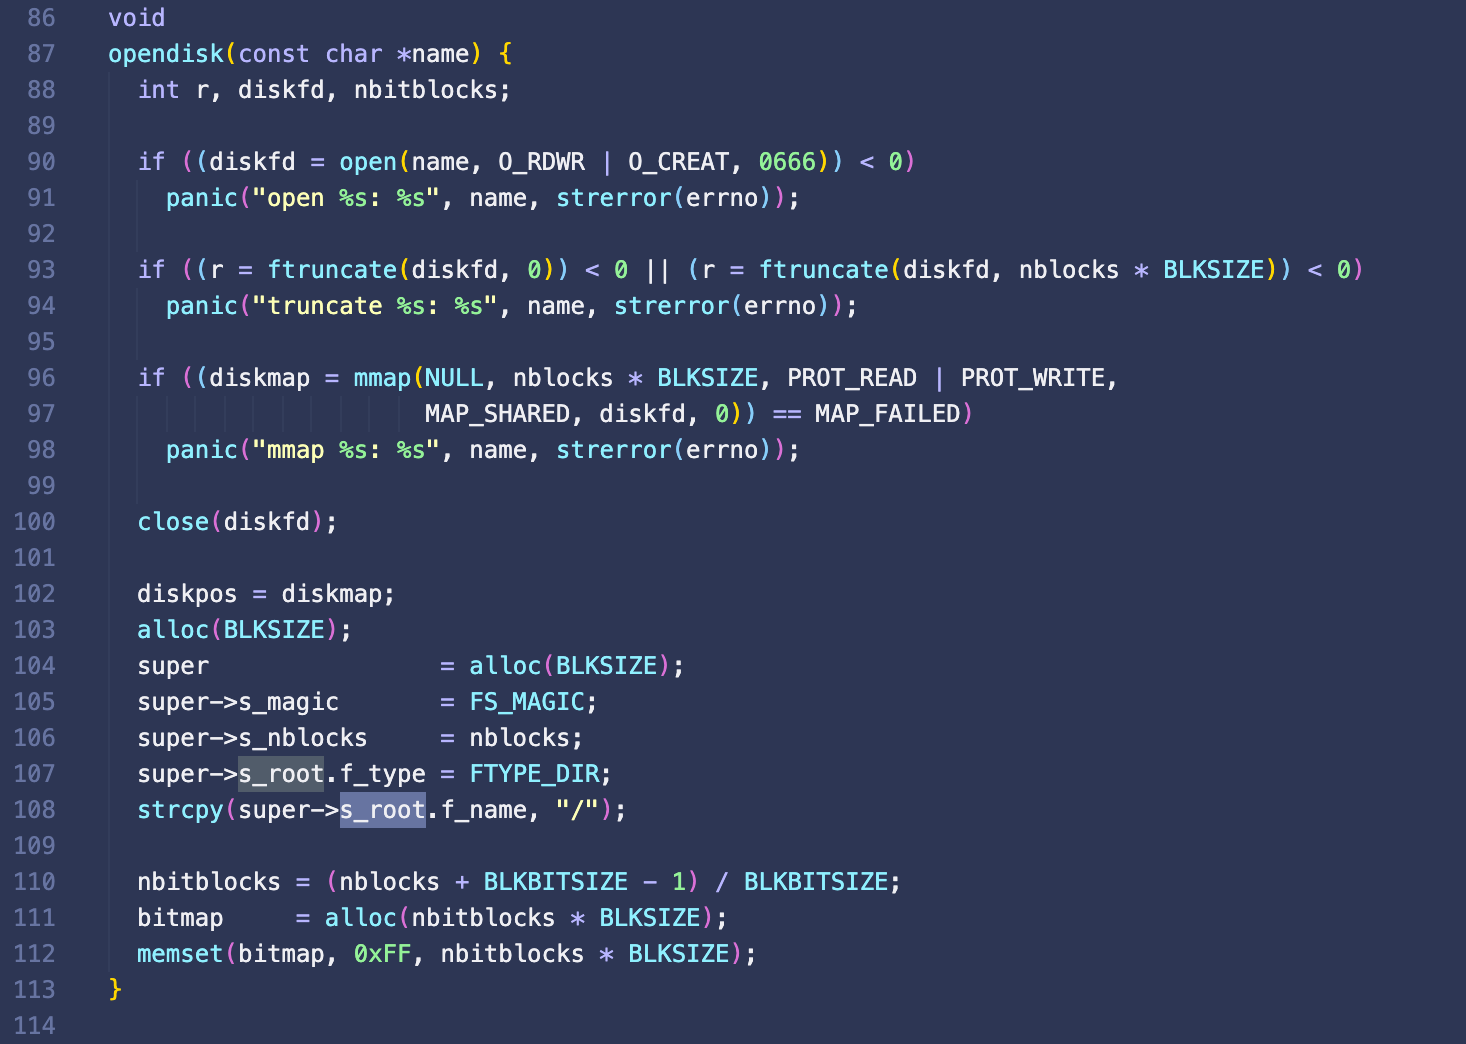 86 void
87 opendisk(const char *name) {
88   int r, diskfd, nbitblocks;
89
90   if ((diskfd = open(name, O_RDWR | O_CREAT, 0666)) < 0)
91     panic("open %s: %s", name, strerror(errno));
92
93   if ((r = ftruncate(diskfd, 0)) < 0 || (r = ftruncate(diskfd, nblocks * BLKSIZE)) < 0)
94     panic("truncate %s: %s", name, strerror(errno));
95
96   if ((diskmap = mmap(NULL, nblocks * BLKSIZE, PROT_READ | PROT_WRITE,
97                       MAP_SHARED, diskfd, 0)) == MAP_FAILED)
98     panic("mmap %s: %s", name, strerror(errno));
99
100   close(diskfd);
101
102   diskpos = diskmap;
103   alloc(BLKSIZE);
104   super                = alloc(BLKSIZE);
105   super->s_magic       = FS_MAGIC;
106   super->s_nblocks     = nblocks;
107   super->s_root.f_type = FTYPE_DIR;
108   strcpy(super->s_root.f_name, "/");
109
110   nbitblocks = (nblocks + BLKBITSIZE - 1) / BLKBITSIZE;
111   bitmap     = alloc(nbitblocks * BLKSIZE);
112   memset(bitmap, 0xFF, nbitblocks * BLKSIZE);
113 }
114